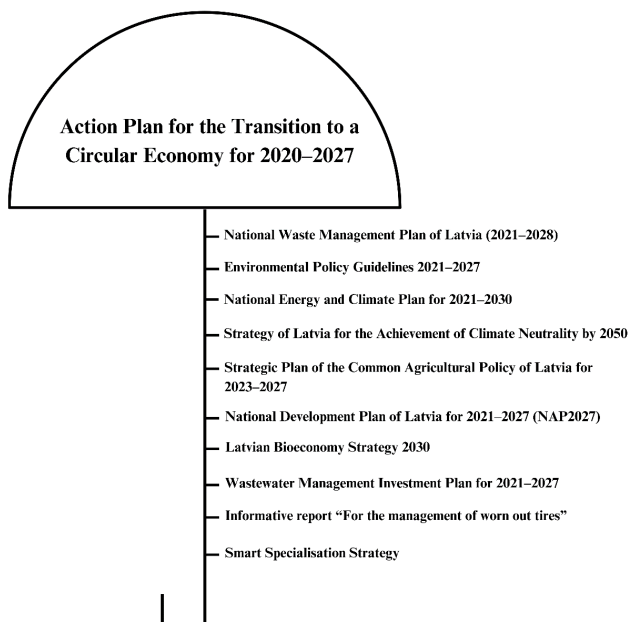 Action Plan for the Transition to a
Circular Economy for 2020–2027
National Waste Management Plan of Latvia (2021–2028)
Environmental Policy Guidelines 2021–2027
National Energy and Climate Plan for 2021–2030
Strategy of Latvia for the Achievement of Climate Neutrality by 2050
Strategic Plan of the Common Agricultural Policy of Latvia for
2023–2027
National Development Plan of Latvia for 2021–2027 (NAP2027)
Latvian Bioeconomy Strategy 2030
Wastewater Management Investment Plan for 2021–2027
Informative report “For the management of worn out tires”
Smart Specialisation Strategy